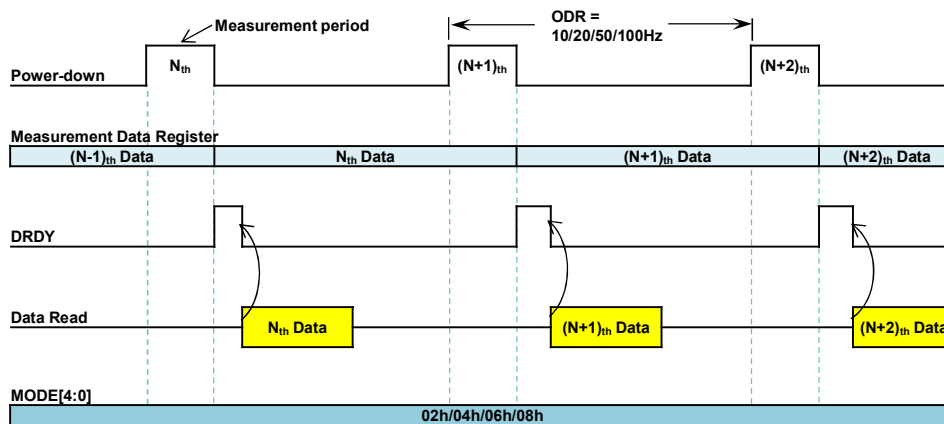 Measurement period
ODR =
10/20/50/100Hz
Power-down
Nth
(N+1)th
(N+2)th
Measurement Data Register
(N-1)th Data
Nth Data
(N+1)th Data
(N+2)th Data
DRDY
Data Read
Nth Data
(N+1)th Data
(N+2)th Data
MODE[4:0]
02h/04h/06h/08h